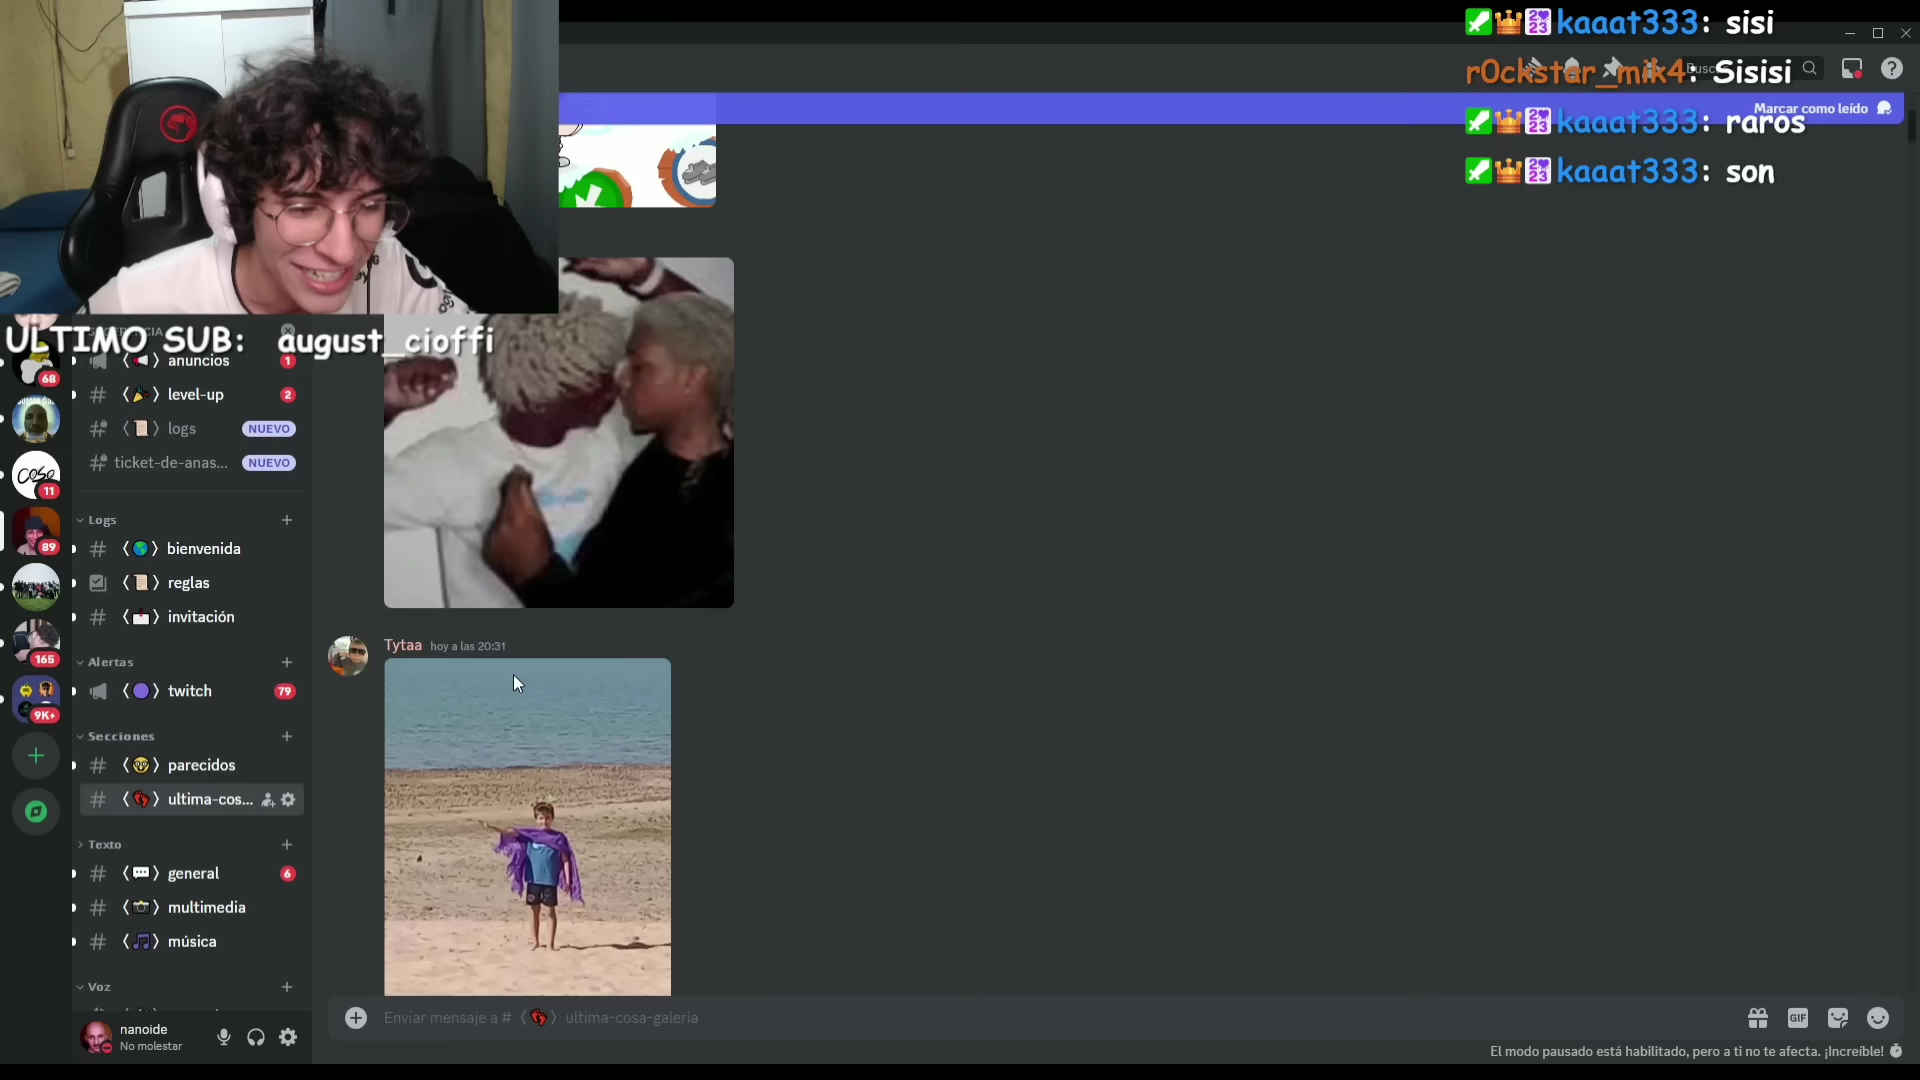 kaaat333: sisi
r0ckstar_mik4: Sisisi
Marcar como leído
kaaat333: raros
kaaat333: son
ULTIMO SUB: august_cioffi
68
anuncios
1
level-up
2
logs
NUEVO
ticket-de-anas...
NUEVO
COSO
11
Logs
89
bienvenida
reglas
invitación
Tytaa hoy a las 20:31
165
Alertas
twitch
79
9K+
Secciones
parecidos
ultima-cos...
Texto
general
6
multimedia
música
Voz
nanoide
No molestar
Enviar mensaje a # ultima-cosa-galeria
GIF
El modo pausado está habilitado, pero a ti no te afecta. ¡Increíble!